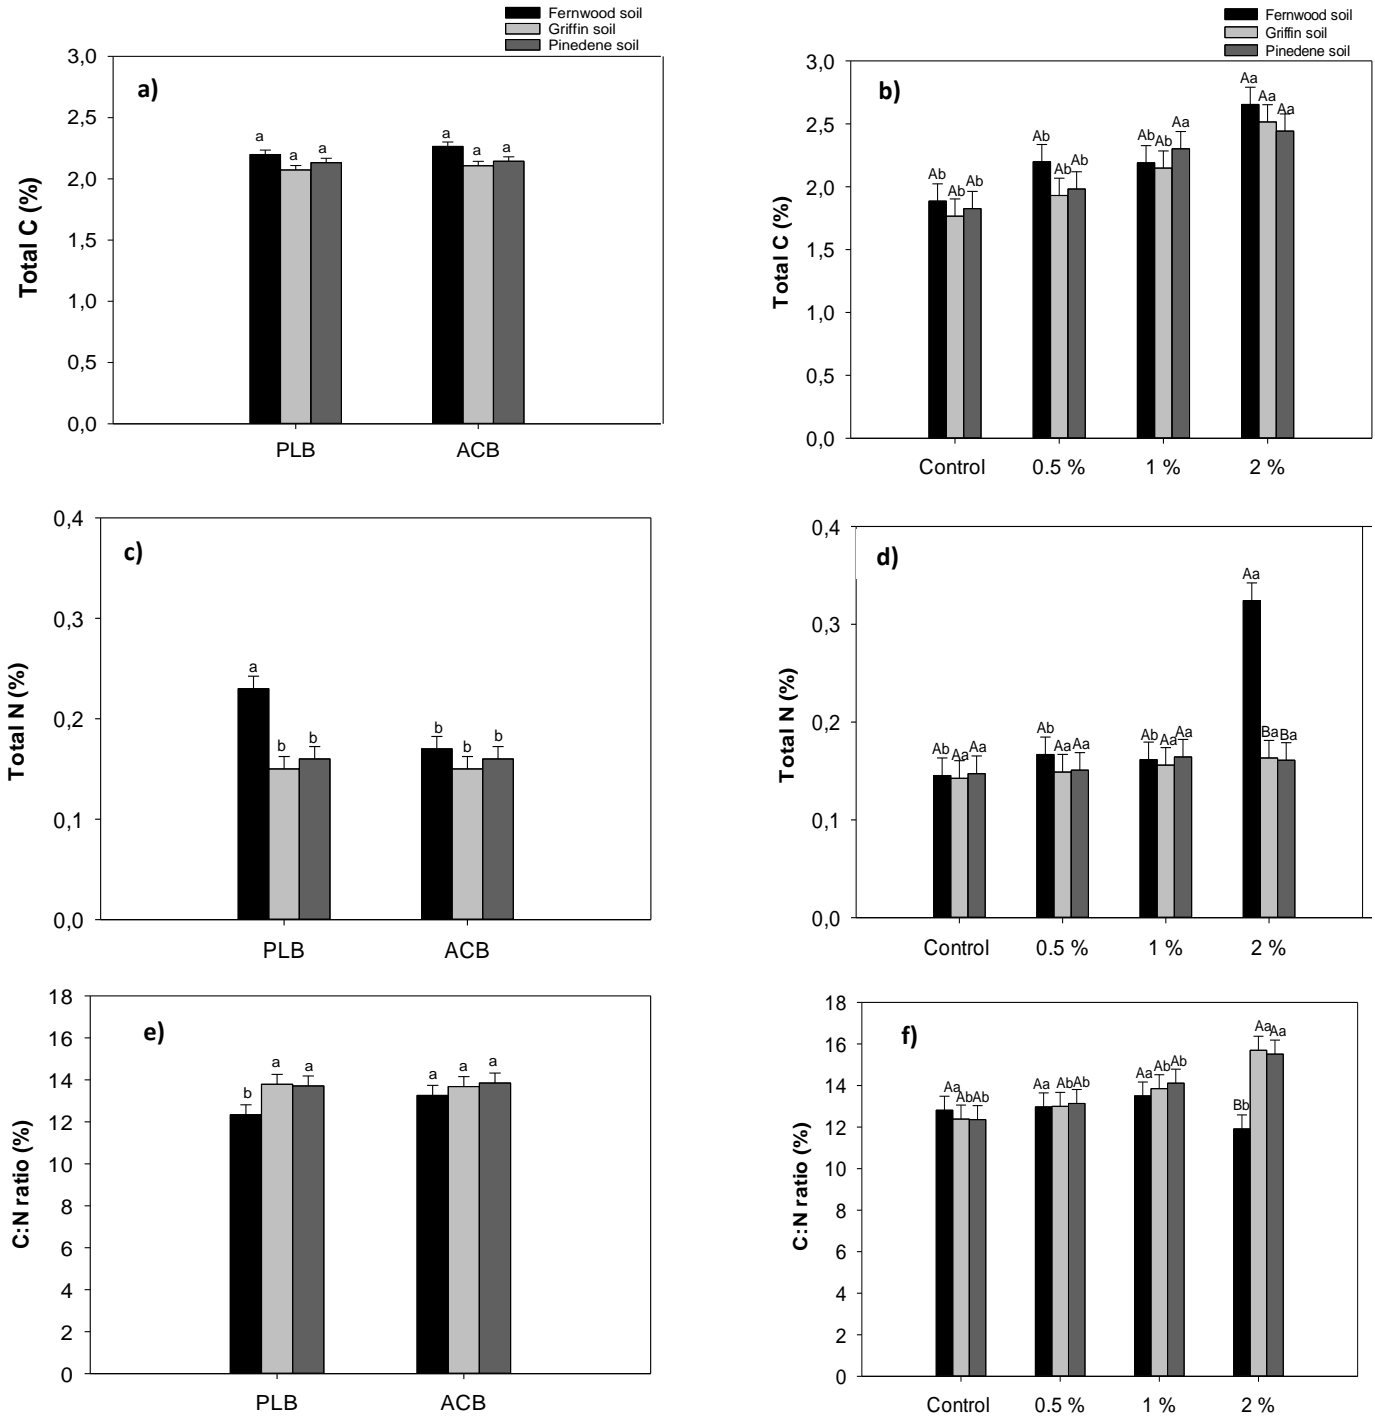 Fernwood soil
Griffin soil
Pinedene soil
a)
3,0
2,5
2,0
1,5
1,0
0,5
0,0
Total C (%)
a a a a a a
PLB ACB
Fernwood soil
Griffin soil
Pinedene soil
b)
3,0
2,5
2,0
1,5
1,0
0,5
0,0
Total C (%)
Ab Ab Ab Ab Ab Ab Ab Ab Aa Aa Aa Aa
Control 0.5 % 1 % 2 %
c)
0,4
0,3
0,2
0,1
0,0
Total N (%)
a b b b b b
PLB ACB
d)
0,4
0,3
0,2
0,1
0,0
Total N (%)
Ab Aa Aa Ab Aa Aa Ab Aa Aa Aa Ba Ba
Control 0.5 % 1 % 2 %
e)
18
16
14
12
10
8
6
4
2
0
C:N ratio (%)
b a a a a a
PLB ACB
f)
18
16
14
12
10
8
6
4
2
0
C:N ratio (%)
Aa Ab Ab Aa Ab Ab Aa Ab Ab Bb Aa Aa
Control 0.5 % 1 % 2 %